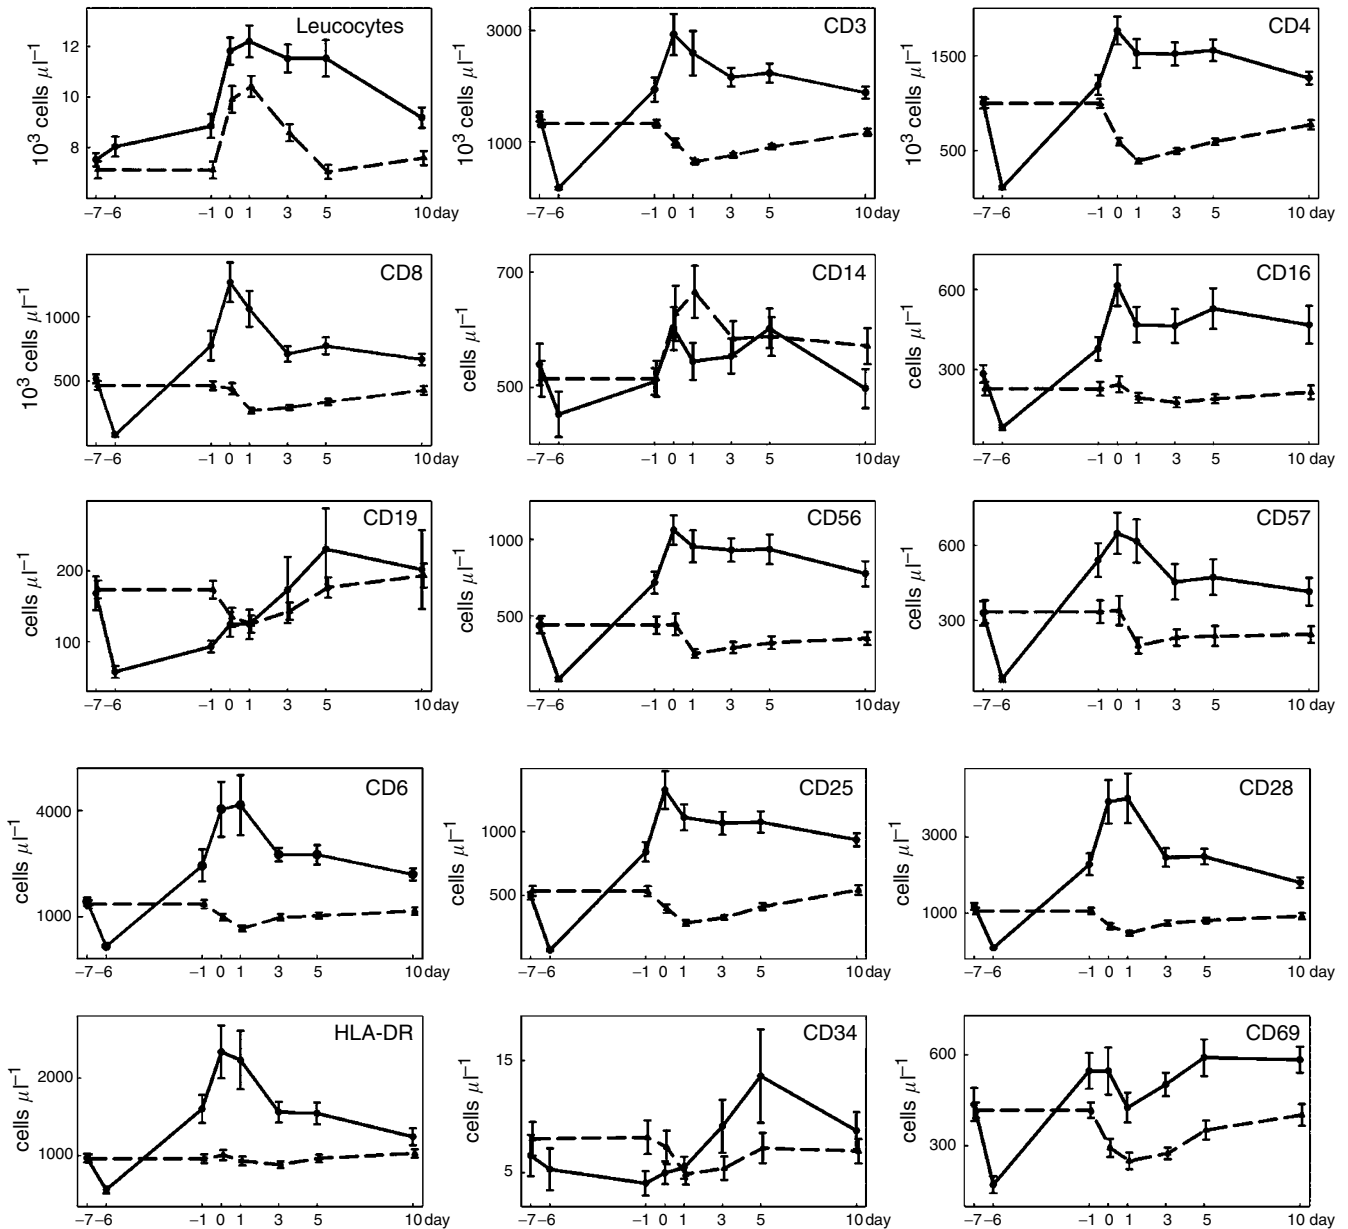 Leucocytes
10³ cells µl⁻¹
12
10
8
−7 −6 −1 0 1 3 5 10 day
CD3
10³ cells µl⁻¹
3000
1000
−7 −6 −1 0 1 3 5 10 day
CD4
10³ cells µl⁻¹
1500
500
−7 −6 −1 0 1 3 5 10 day
CD8
10³ cells µl⁻¹
1000
500
−7 −6 −1 0 1 3 5 10 day
CD14
cells µl⁻¹
700
500
−7 −6 −1 0 1 3 5 10 day
CD16
cells µl⁻¹
600
300
−7 −6 −1 0 1 3 5 10 day
CD19
cells µl⁻¹
200
100
−7 −6 −1 0 1 3 5 10 day
CD56
cells µl⁻¹
1000
500
−7 −6 −1 0 1 3 5 10 day
CD57
cells µl⁻¹
600
300
−7 −6 −1 0 1 3 5 10 day
CD6
cells µl⁻¹
4000
1000
−7 −6 −1 0 1 3 5 10 day
CD25
cells µl⁻¹
1000
500
−7 −6 −1 0 1 3 5 10 day
CD28
cells µl⁻¹
3000
1000
−7 −6 −1 0 1 3 5 10 day
HLA-DR
cells µl⁻¹
2000
1000
−7 −6 −1 0 1 3 5 10 day
CD34
cells µl⁻¹
15
5
−7 −6 −1 0 1 3 5 10 day
CD69
cells µl⁻¹
600
300
−7 −6 −1 0 1 3 5 10 day